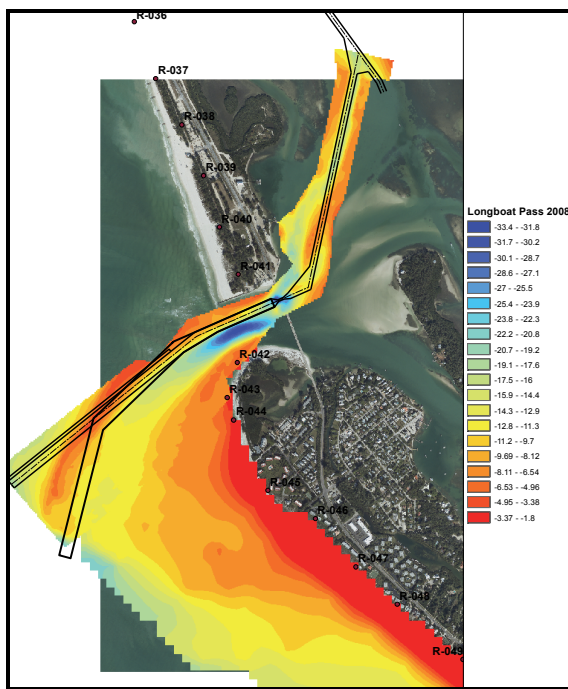 R-036
R-037
R-038
R-039
R-040
R-041
R-042
R-043
R-044
R-045
R-046
R-047
R-048
R-049
Longboat Pass 2008
-33.4 - -31.8
-31.7 - -30.2
-30.1 - -28.7
-28.6 - -27.1
-27 - -25.5
-25.4 - -23.9
-23.8 - -22.3
-22.2 - -20.8
-20.7 - -19.2
-19.1 - -17.6
-17.5 - -16
-15.9 - -14.4
-14.3 - -12.9
-12.8 - -11.3
-11.2 - -9.7
-9.69 - -8.12
-8.11 - -6.54
-6.53 - -4.96
-4.95 - -3.38
-3.37 - -1.8